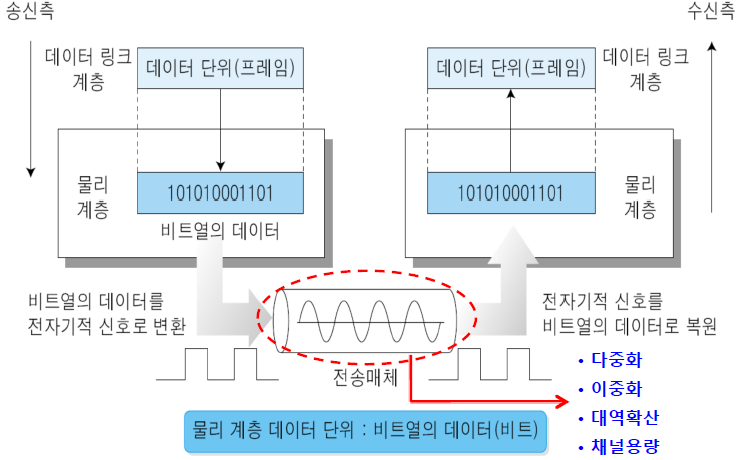 송신측
수신측
데이터 링크
계층
데이터 단위(프레임)
데이터 단위(프레임)
데이터 링크
계층
물리
계층
101010001101
비트열의 데이터
101010001101
물리
계층
비트열의 데이터를
전자기적 신호로 변환
전자기적 신호를
비트열의 데이터로 복원
전송매체
• 다중화
• 이중화
• 대역확산
• 채널용량
물리 계층 데이터 단위 : 비트열의 데이터(비트)